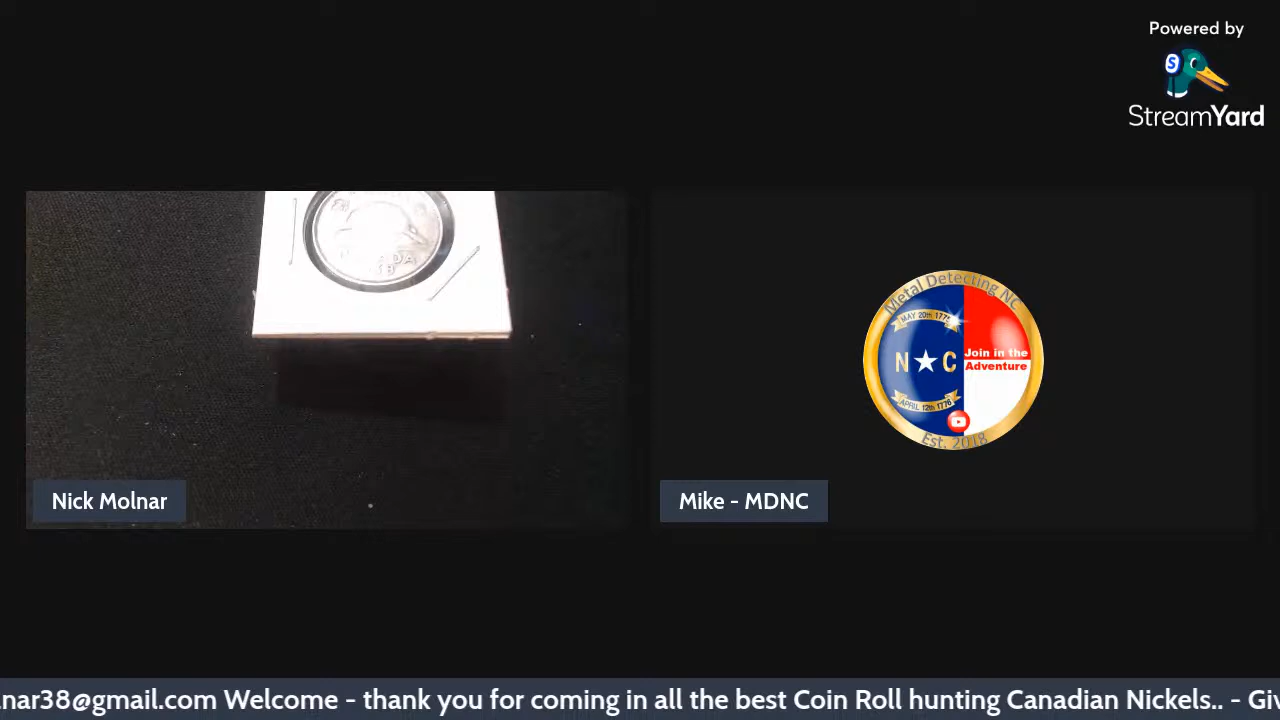 Powered by
S
StreamYard
Nick Molnar
Metal Detecting NC
MAY 20th 1775
N C
Join in the
Adventure
APRIL 12th 1776
Est. 2018
Mike - MDNC
nar38@gmail.com Welcome - thank you for coming in all the best Coin Roll hunting Canadian Nickels.. - Giv